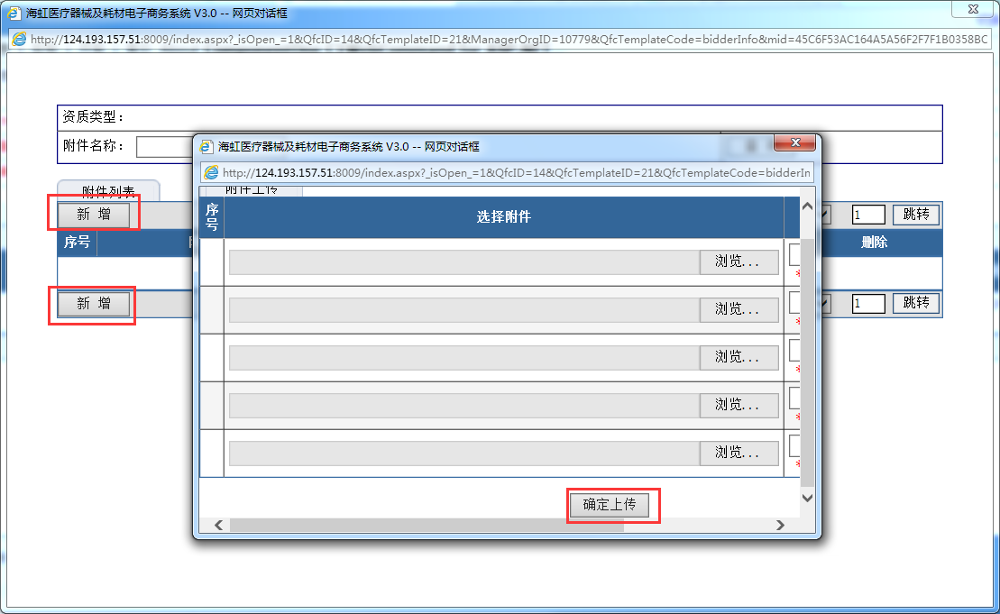 海虹医疗器械及耗材电子商务系统 V3.0 -- 网页对话框
http://124.193.157.51:8009/index.aspx?_isOpen_=1&QfcID=14&QfcTemplateID=21&ManagerOrgID=10779&QfcTemplateCode=bidderInfo&mid=45C6F53AC164A5A56F2F7F1B0358BC
资质类型：
附件名称：
附件列表
新 增
1
跳转
序号
删除
新 增
1
跳转
海虹医疗器械及耗材电子商务系统 V3.0 -- 网页对话框
http://124.193.157.51:8009/index.aspx?_isOpen_=1&QfcID=14&QfcTemplateID=21&QfcTemplateCode=bidderIn
附件上传
序号
选择附件
浏览...
*
浏览...
*
浏览...
*
浏览...
*
浏览...
*
确定上传